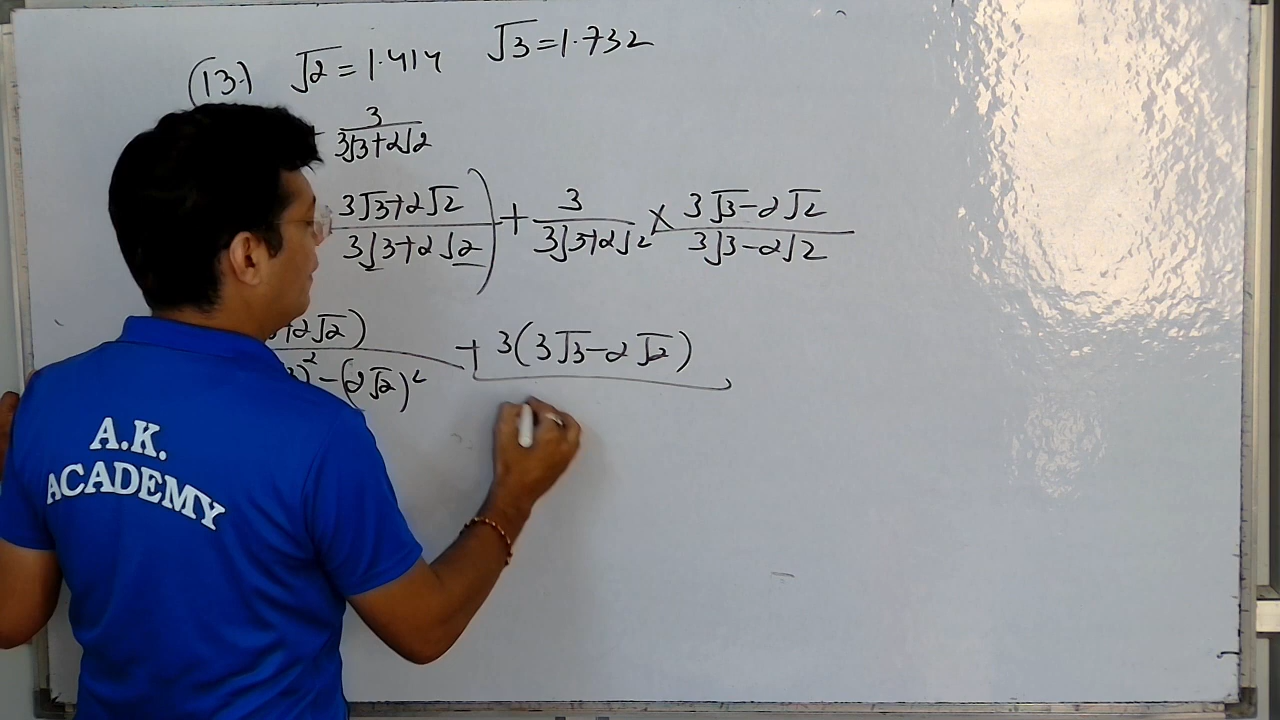 (13.) √2 = 1.414 √3 = 1.732
3/(3√3+2√2)
(3√3+2√2)/(3√3+2√2)) + 3/(3√3+2√2) × (3√3-2√2)/(3√3-2√2)
+2√2) + 3(3√3-2√2)
)² - (2√2)²
A.K.
ACADEMY